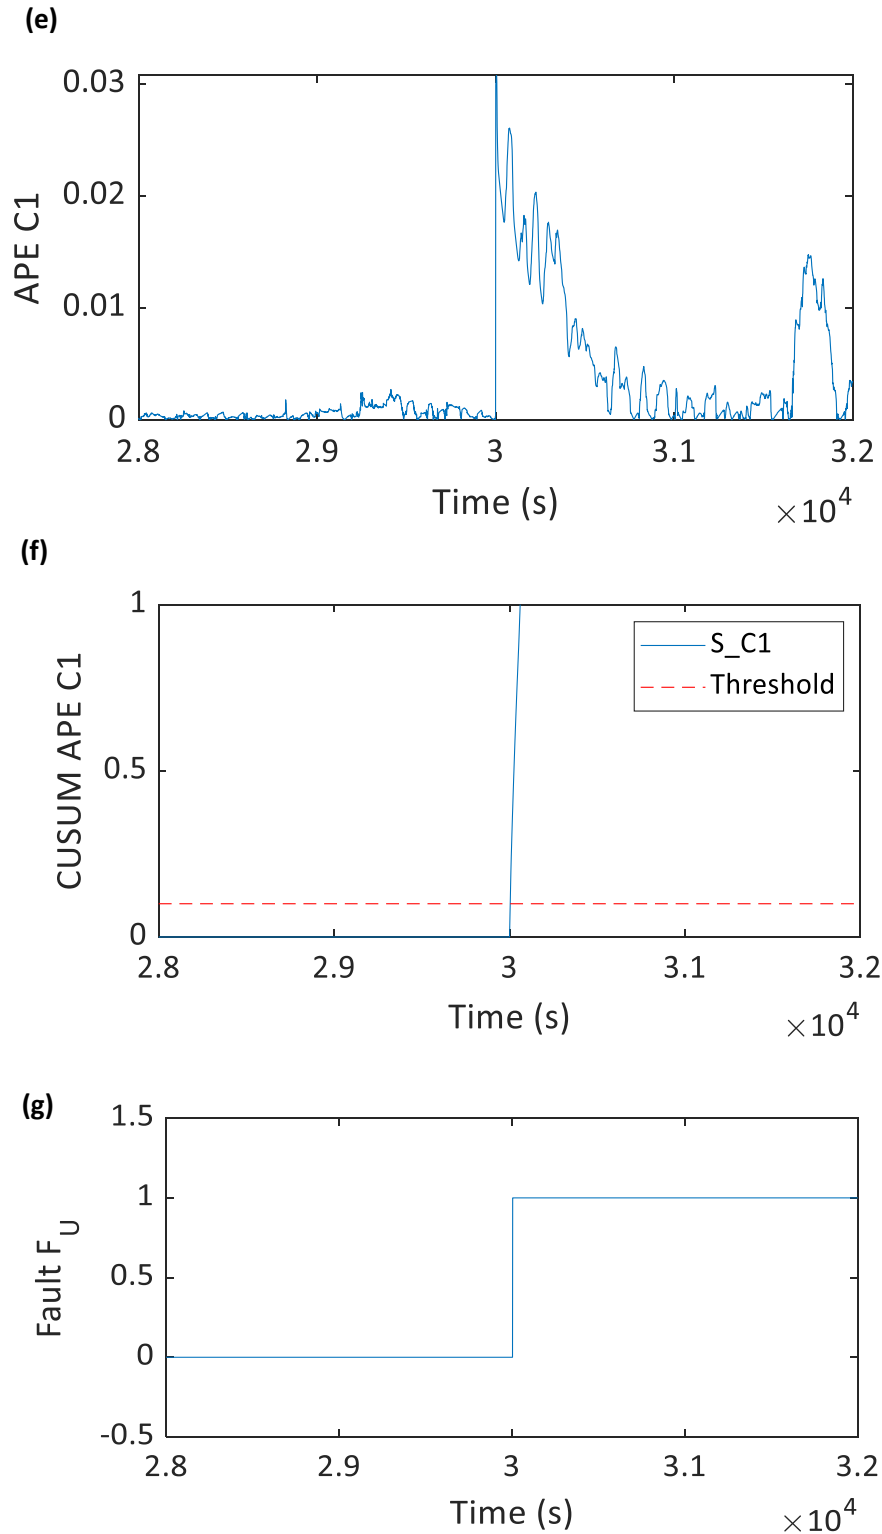 (e)
0.03
0.02
0.01
0
APE C1
2.8 2.9 3 3.1 3.2
Time (s)
×10^4
(f)
1
0.5
0
CUSUM APE C1
S_C1
Threshold
2.8 2.9 3 3.1 3.2
Time (s)
×10^4
(g)
1.5
1
0.5
0
-0.5
Fault F_U
2.8 2.9 3 3.1 3.2
Time (s)
×10^4